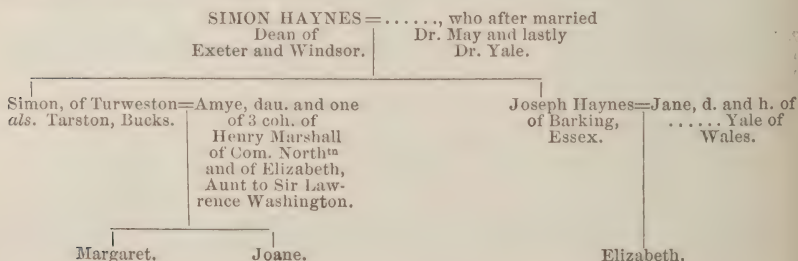 SIMON HAYNES=......, who after married
Dean of Dr. May and lastly
Exeter and Windsor. Dr. Yale.
Simon, of Turweston=Amye, dau. and one
als. Tarston, Bucks. of 3 coh. of
Henry Marshall
of Com. Northᵗⁿ
and of Elizabeth,
Aunt to Sir Law-
rence Washington.
Joseph Haynes=Jane, d. and h. of
of Barking, ...... Yale of
Essex. Wales.
Margaret. Joane. Elizabeth.